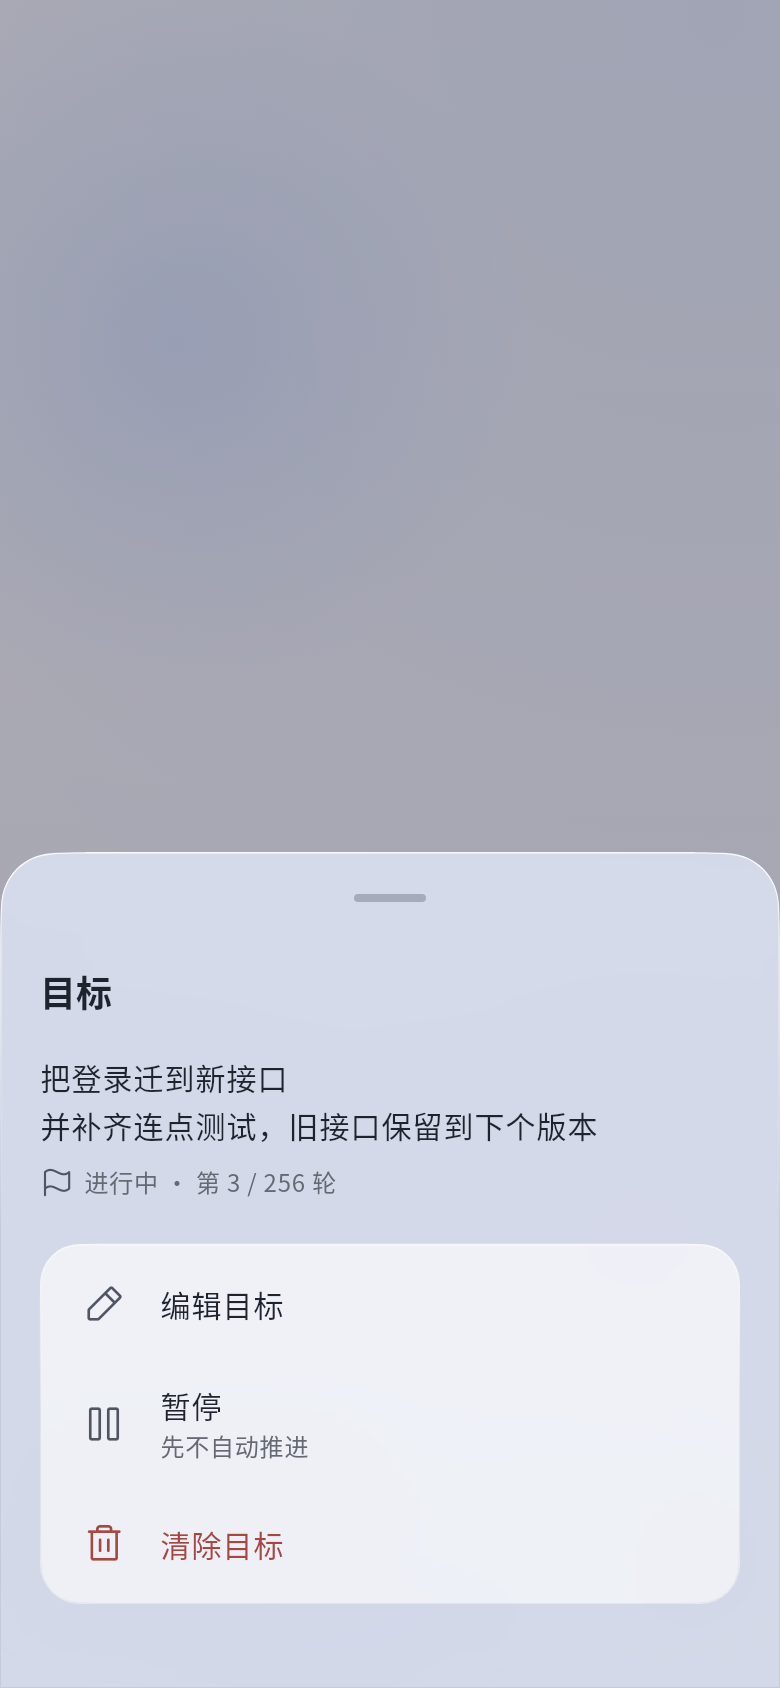 目标
把登录迁到新接口
并补齐连点测试，旧接口保留到下个版本
进行中 · 第 3 / 256 轮
编辑目标
暂停
先不自动推进
清除目标